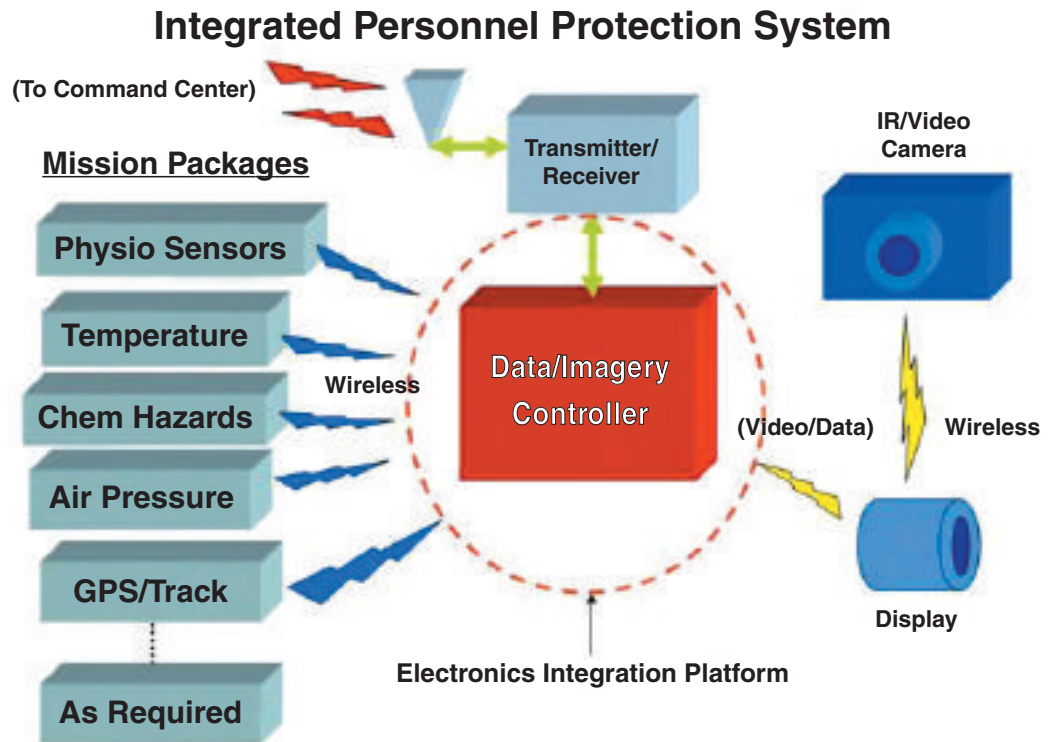 Integrated Personnel Protection System
(To Command Center)
Transmitter/
Receiver
IR/Video
Camera
Mission Packages
Physio Sensors
Temperature
Wireless
Chem Hazards
Air Pressure
GPS/Track
As Required
Data/Imagery
Controller
(Video/Data)
Wireless
Display
Electronics Integration Platform